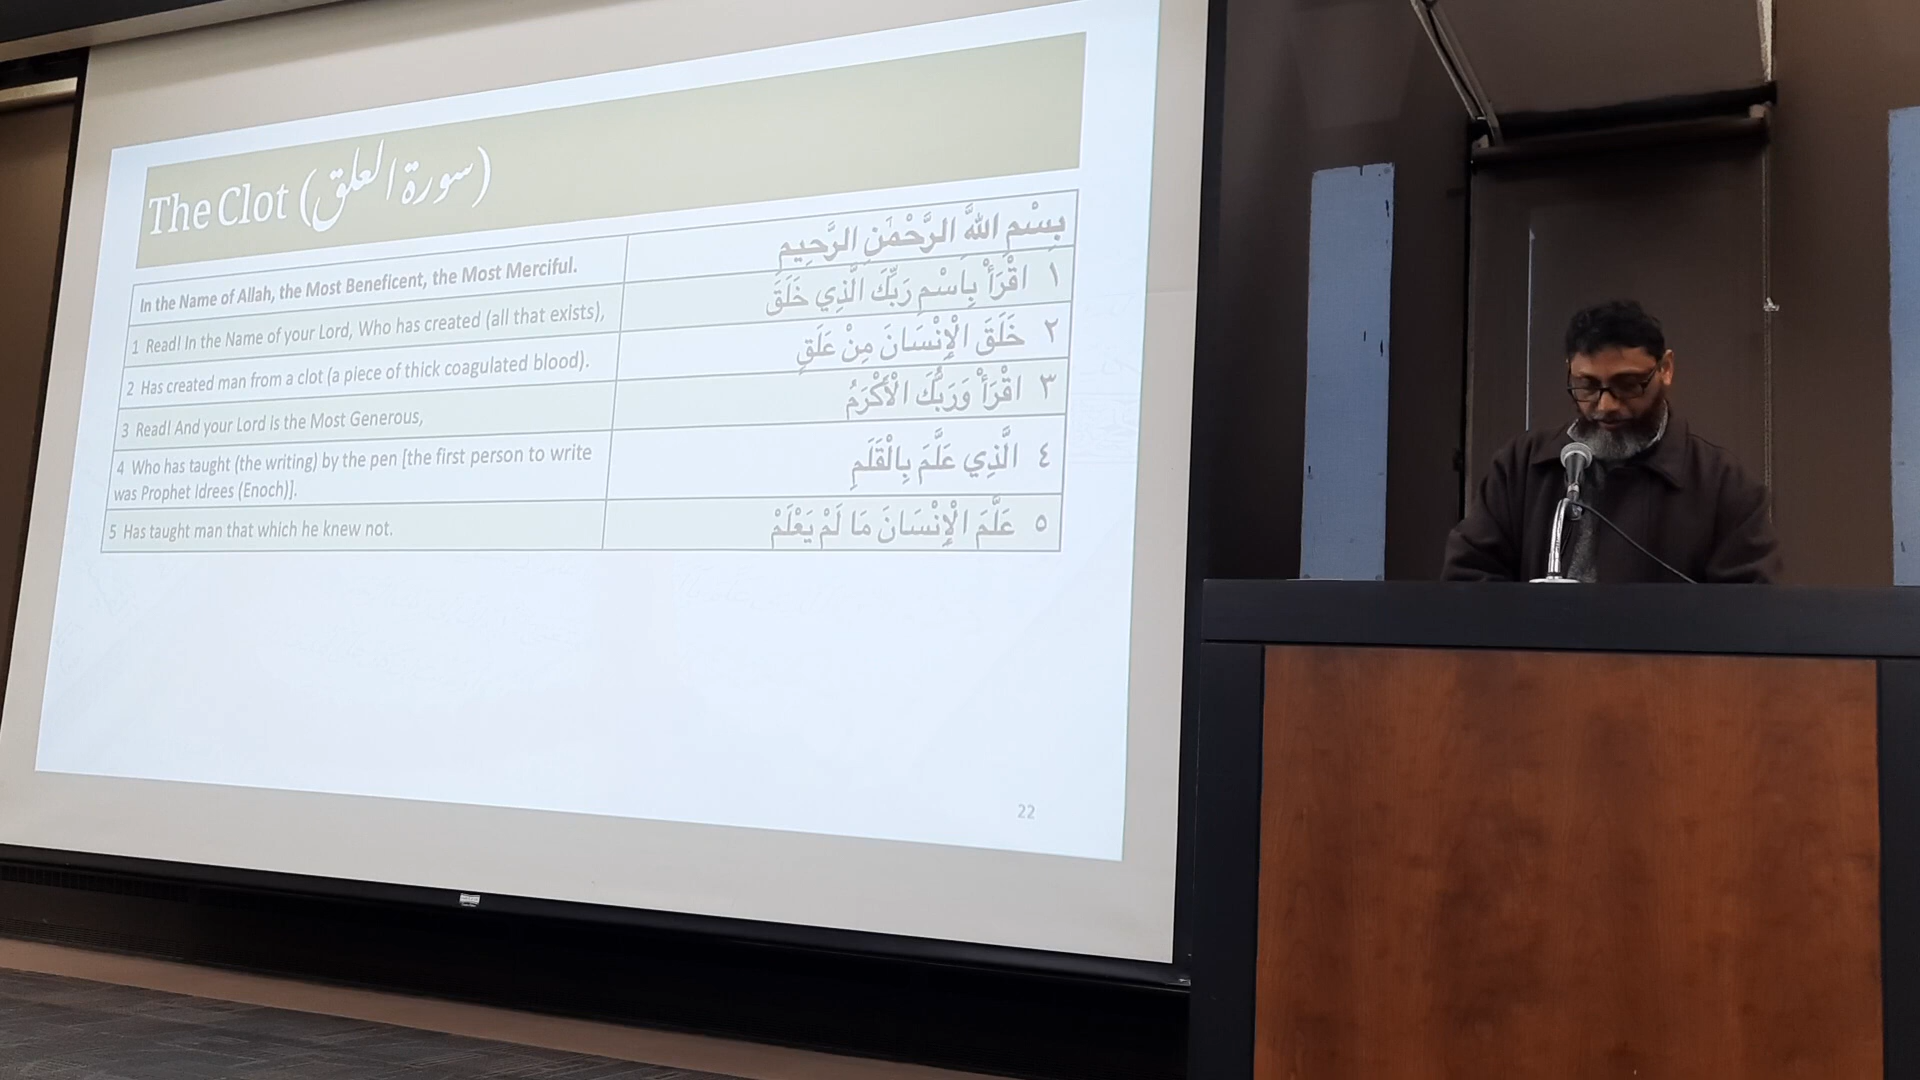 The Clot (سورة العلق)
In the Name of Allah, the Most Beneficent, the Most Merciful.
بِسْمِ اللَّهِ الرَّحْمَٰنِ الرَّحِيمِ
1 Read! In the Name of your Lord, Who has created (all that exists),
١ اقْرَأْ بِاسْمِ رَبِّكَ الَّذِي خَلَقَ
2 Has created man from a clot (a piece of thick coagulated blood).
٢ خَلَقَ الْإِنْسَانَ مِنْ عَلَقٍ
3 Read! And your Lord is the Most Generous,
٣ اقْرَأْ وَرَبُّكَ الْأَكْرَمُ
4 Who has taught (the writing) by the pen [the first person to write
was Prophet Idrees (Enoch)].
٤ الَّذِي عَلَّمَ بِالْقَلَمِ
5 Has taught man that which he knew not.
٥ عَلَّمَ الْإِنْسَانَ مَا لَمْ يَعْلَمْ
22